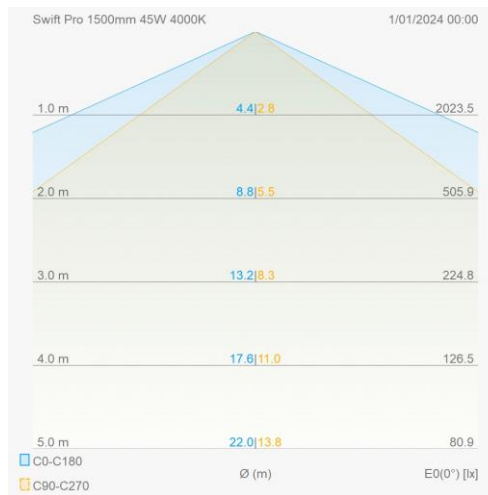 Swift Pro 1500mm 45W 4000K 1/01/2024 00:00
1.0 m 4.4|2.8 2023.5
2.0 m 8.8|5.5 505.9
3.0 m 13.2|8.3 224.8
4.0 m 17.6|11.0 126.5
5.0 m 22.0|13.8 80.9
C0-C180
Ø (m) E0(0°) [lx]
C90-C270